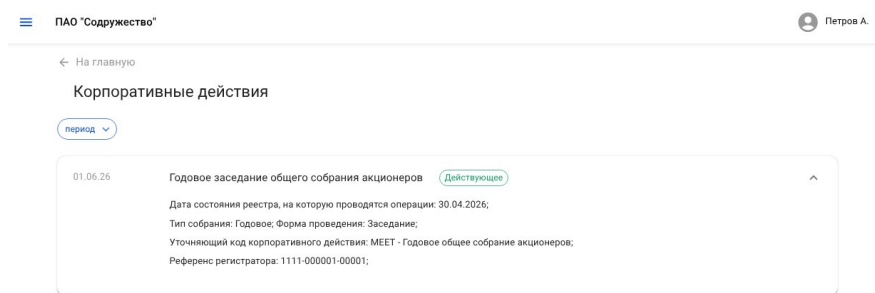 ПАО "Содружество"
Петров А.
На главную
Корпоративные действия
период
01.06.26 Годовое заседание общего собрания акционеров Действующее
Дата состояния реестра, на которую проводятся операции: 30.04.2026;
Тип собрания: Годовое; Форма проведения: Заседание;
Уточняющий код корпоративного действия: MEET - Годовое общее собрание акционеров;
Референс регистратора: 1111-000001-00001;